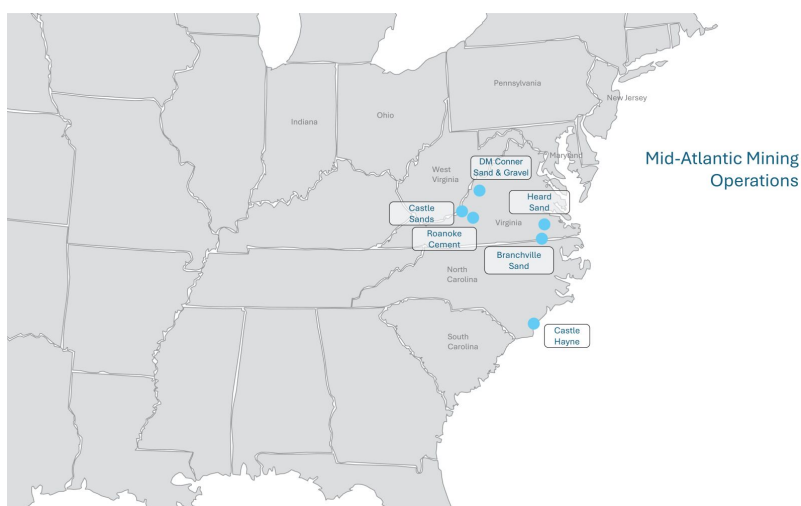 Pennsylvania
New Jersey
Ohio
Indiana
Mid-Atlantic Mining
Operations
West
Virginia
Maryland
DM Conner
Sand & Gravel
Castle
Sands
Heard
Sand
Virginia
Roanoke
Cement
Branchville
Sand
North
Carolina
Castle
Hayne
South
Carolina